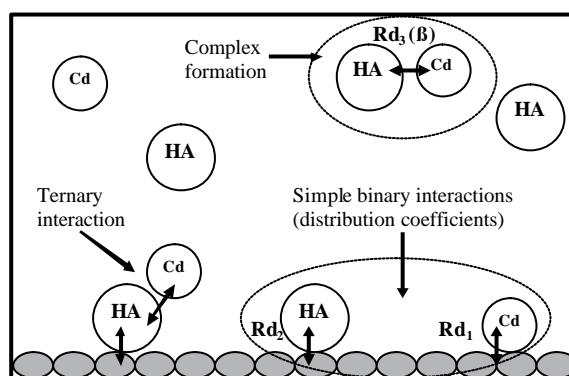 Complex
formation
Rd₃ (ß)
HA
Cd
Cd
HA
HA
Ternary
interaction
Simple binary interactions
(distribution coefficients)
Cd
HA
HA
Rd₂
Rd₁
Cd